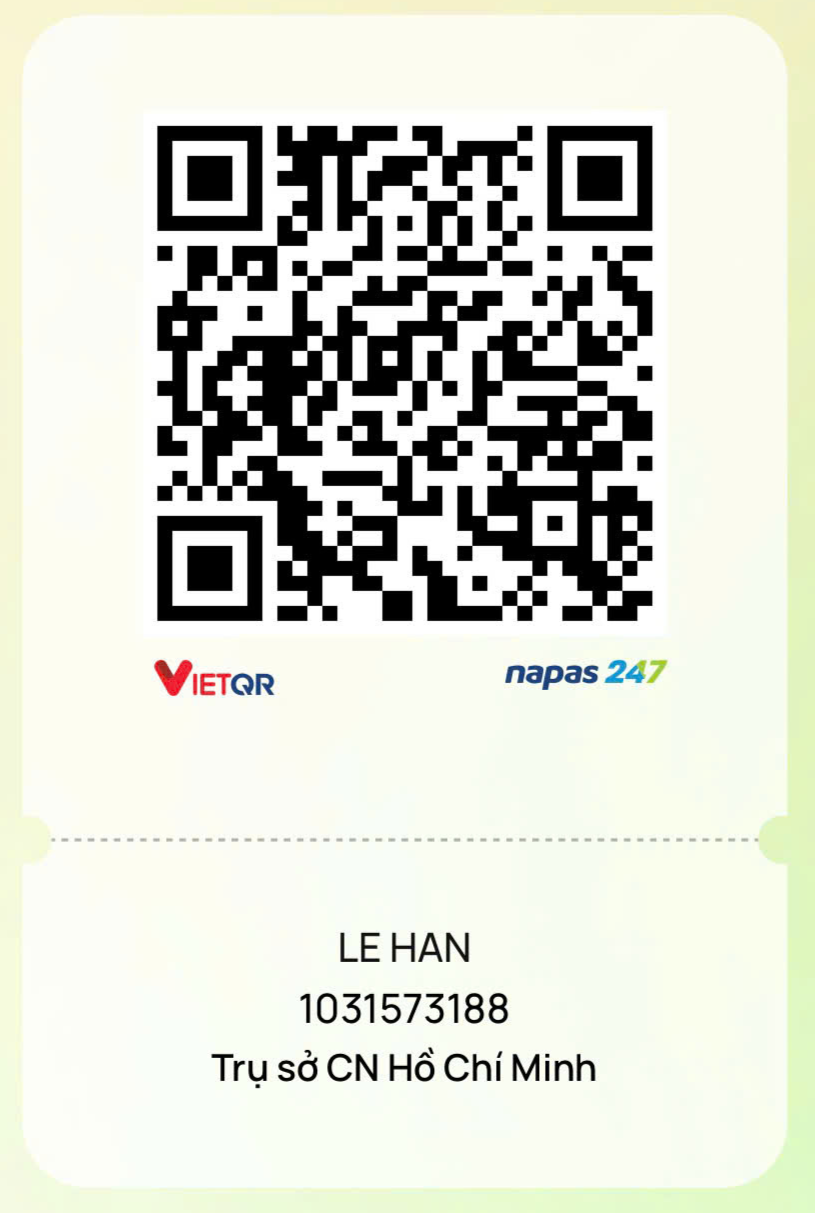 VIETQR
napas 247
LE HAN
1031573188
Trụ sở CN Hồ Chí Minh